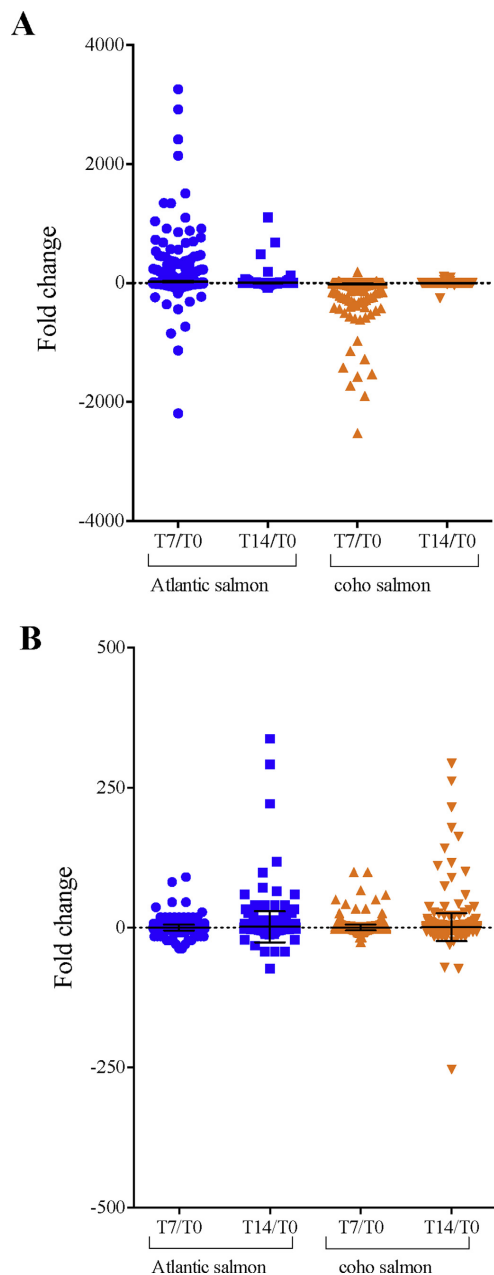 A
4000
2000
Fold change
0
-2000
-4000
T7/T0 T14/T0 T7/T0 T14/T0
Atlantic salmon coho salmon
B
500
250
Fold change
0
-250
-500
T7/T0 T14/T0 T7/T0 T14/T0
Atlantic salmon coho salmon